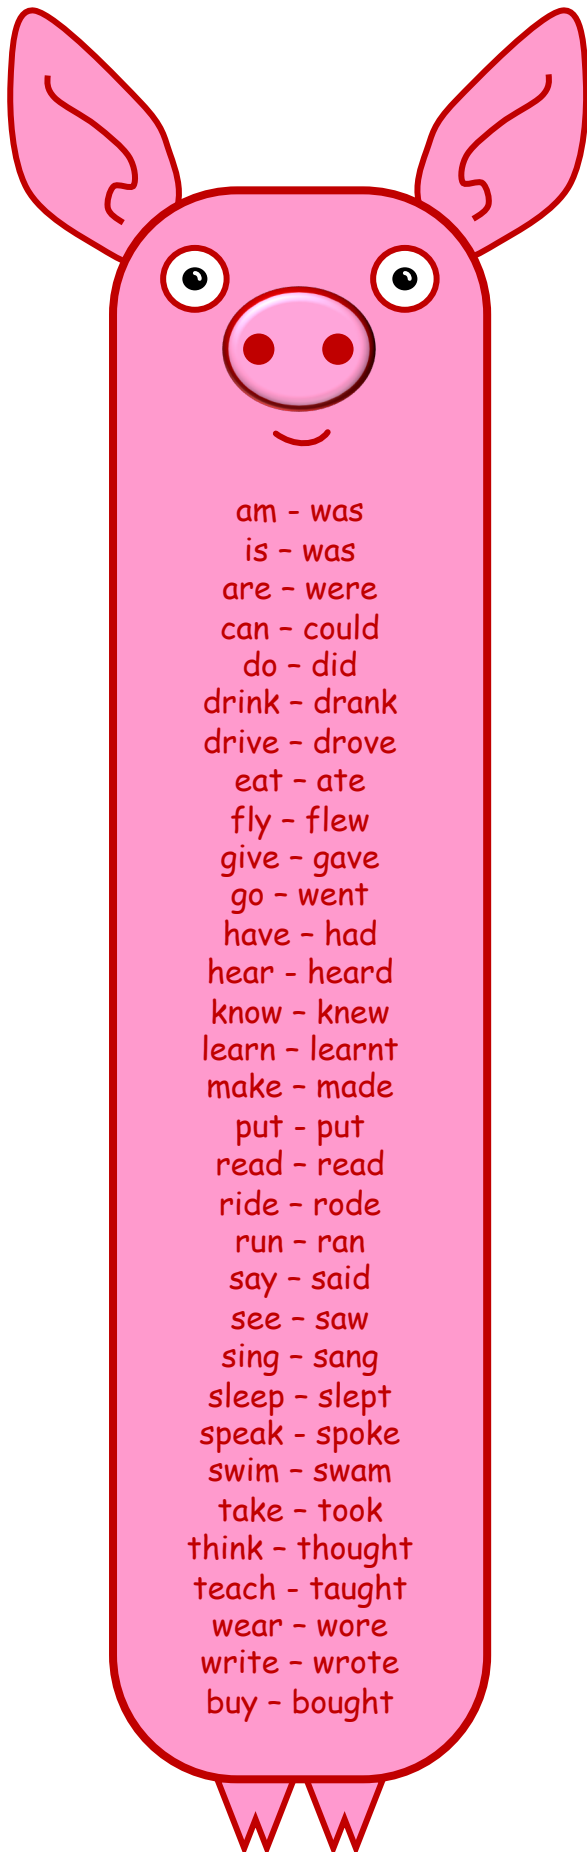 am - was
is – was
are – were
can – could
do – did
drink – drank
drive – drove
eat – ate
fly – flew
give – gave
go – went
have – had
hear - heard
know – knew
learn – learnt
make – made
put - put
read – read
ride – rode
run – ran
say – said
see – saw
sing – sang
sleep – slept
speak - spoke
swim – swam
take – took
think – thought
teach - taught
wear – wore
write – wrote
buy – bought